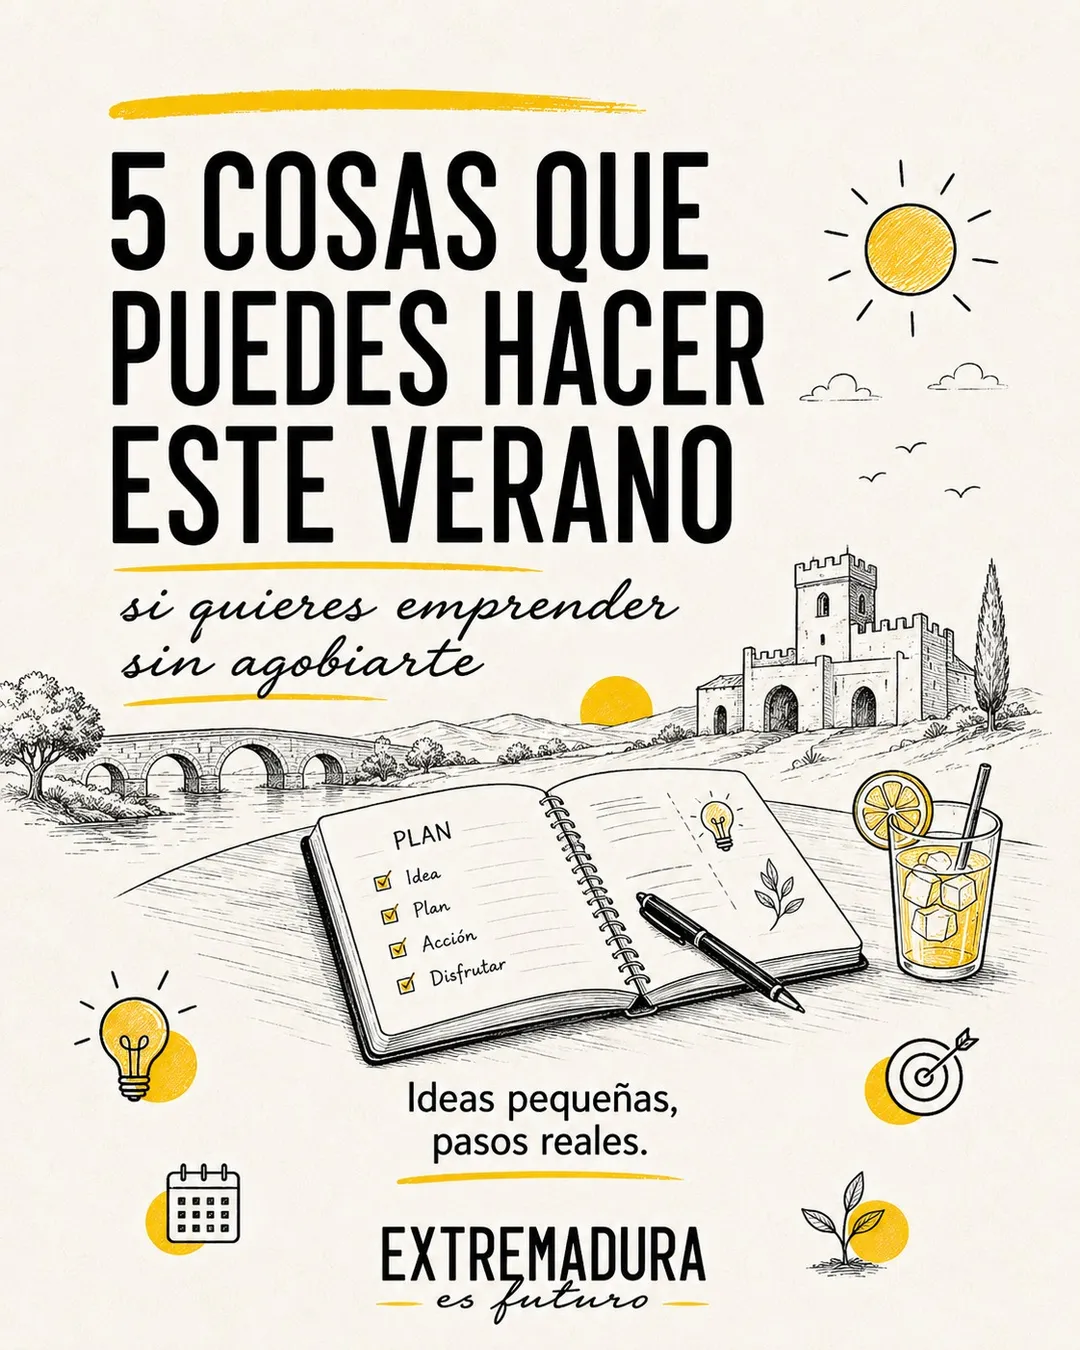 5 COSAS QUE
PUEDES HACER
ESTE VERANO
si quieres emprender
sin agobiarte
PLAN
Idea
Plan
Acción
Disfrutar
Ideas pequeñas,
pasos reales.
EXTREMADURA
es futuro